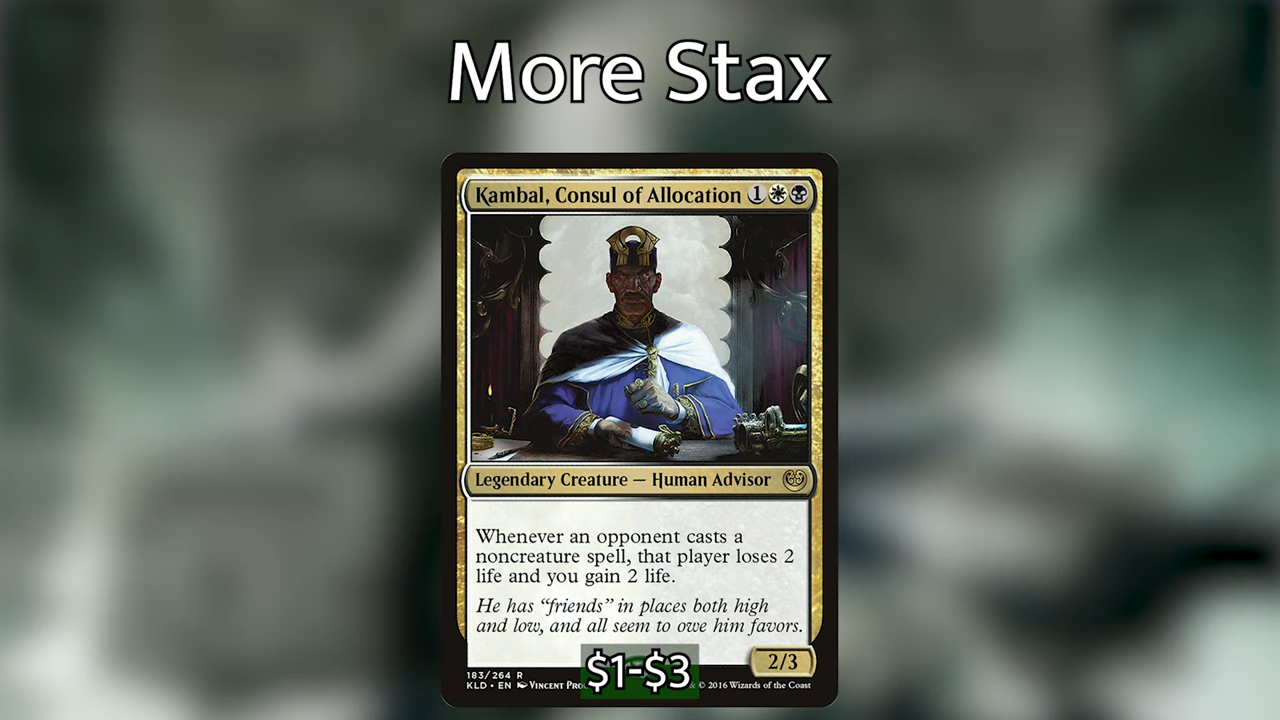 More Stax
Kambal, Consul of Allocation 1
Legendary Creature — Human Advisor
Whenever an opponent casts a
noncreature spell, that player loses 2
life and you gain 2 life.
He has “friends” in places both high
and low, and all seem to owe him favors.
2/3
$1-$3
183/264 R
KLD • EN VINCENT & © 2016 Wizards of the Coast